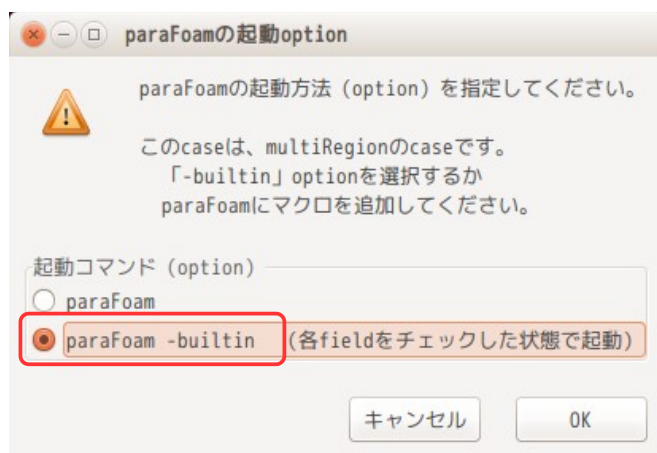 paraFoamの起動option
paraFoamの起動方法（option）を指定してください。
このcaseは、multiRegionのcaseです。
「-builtin」optionを選択するか
paraFoamにマクロを追加してください。
起動コマンド（option）
paraFoam
paraFoam -builtin （各fieldをチェックした状態で起動）
キャンセル OK